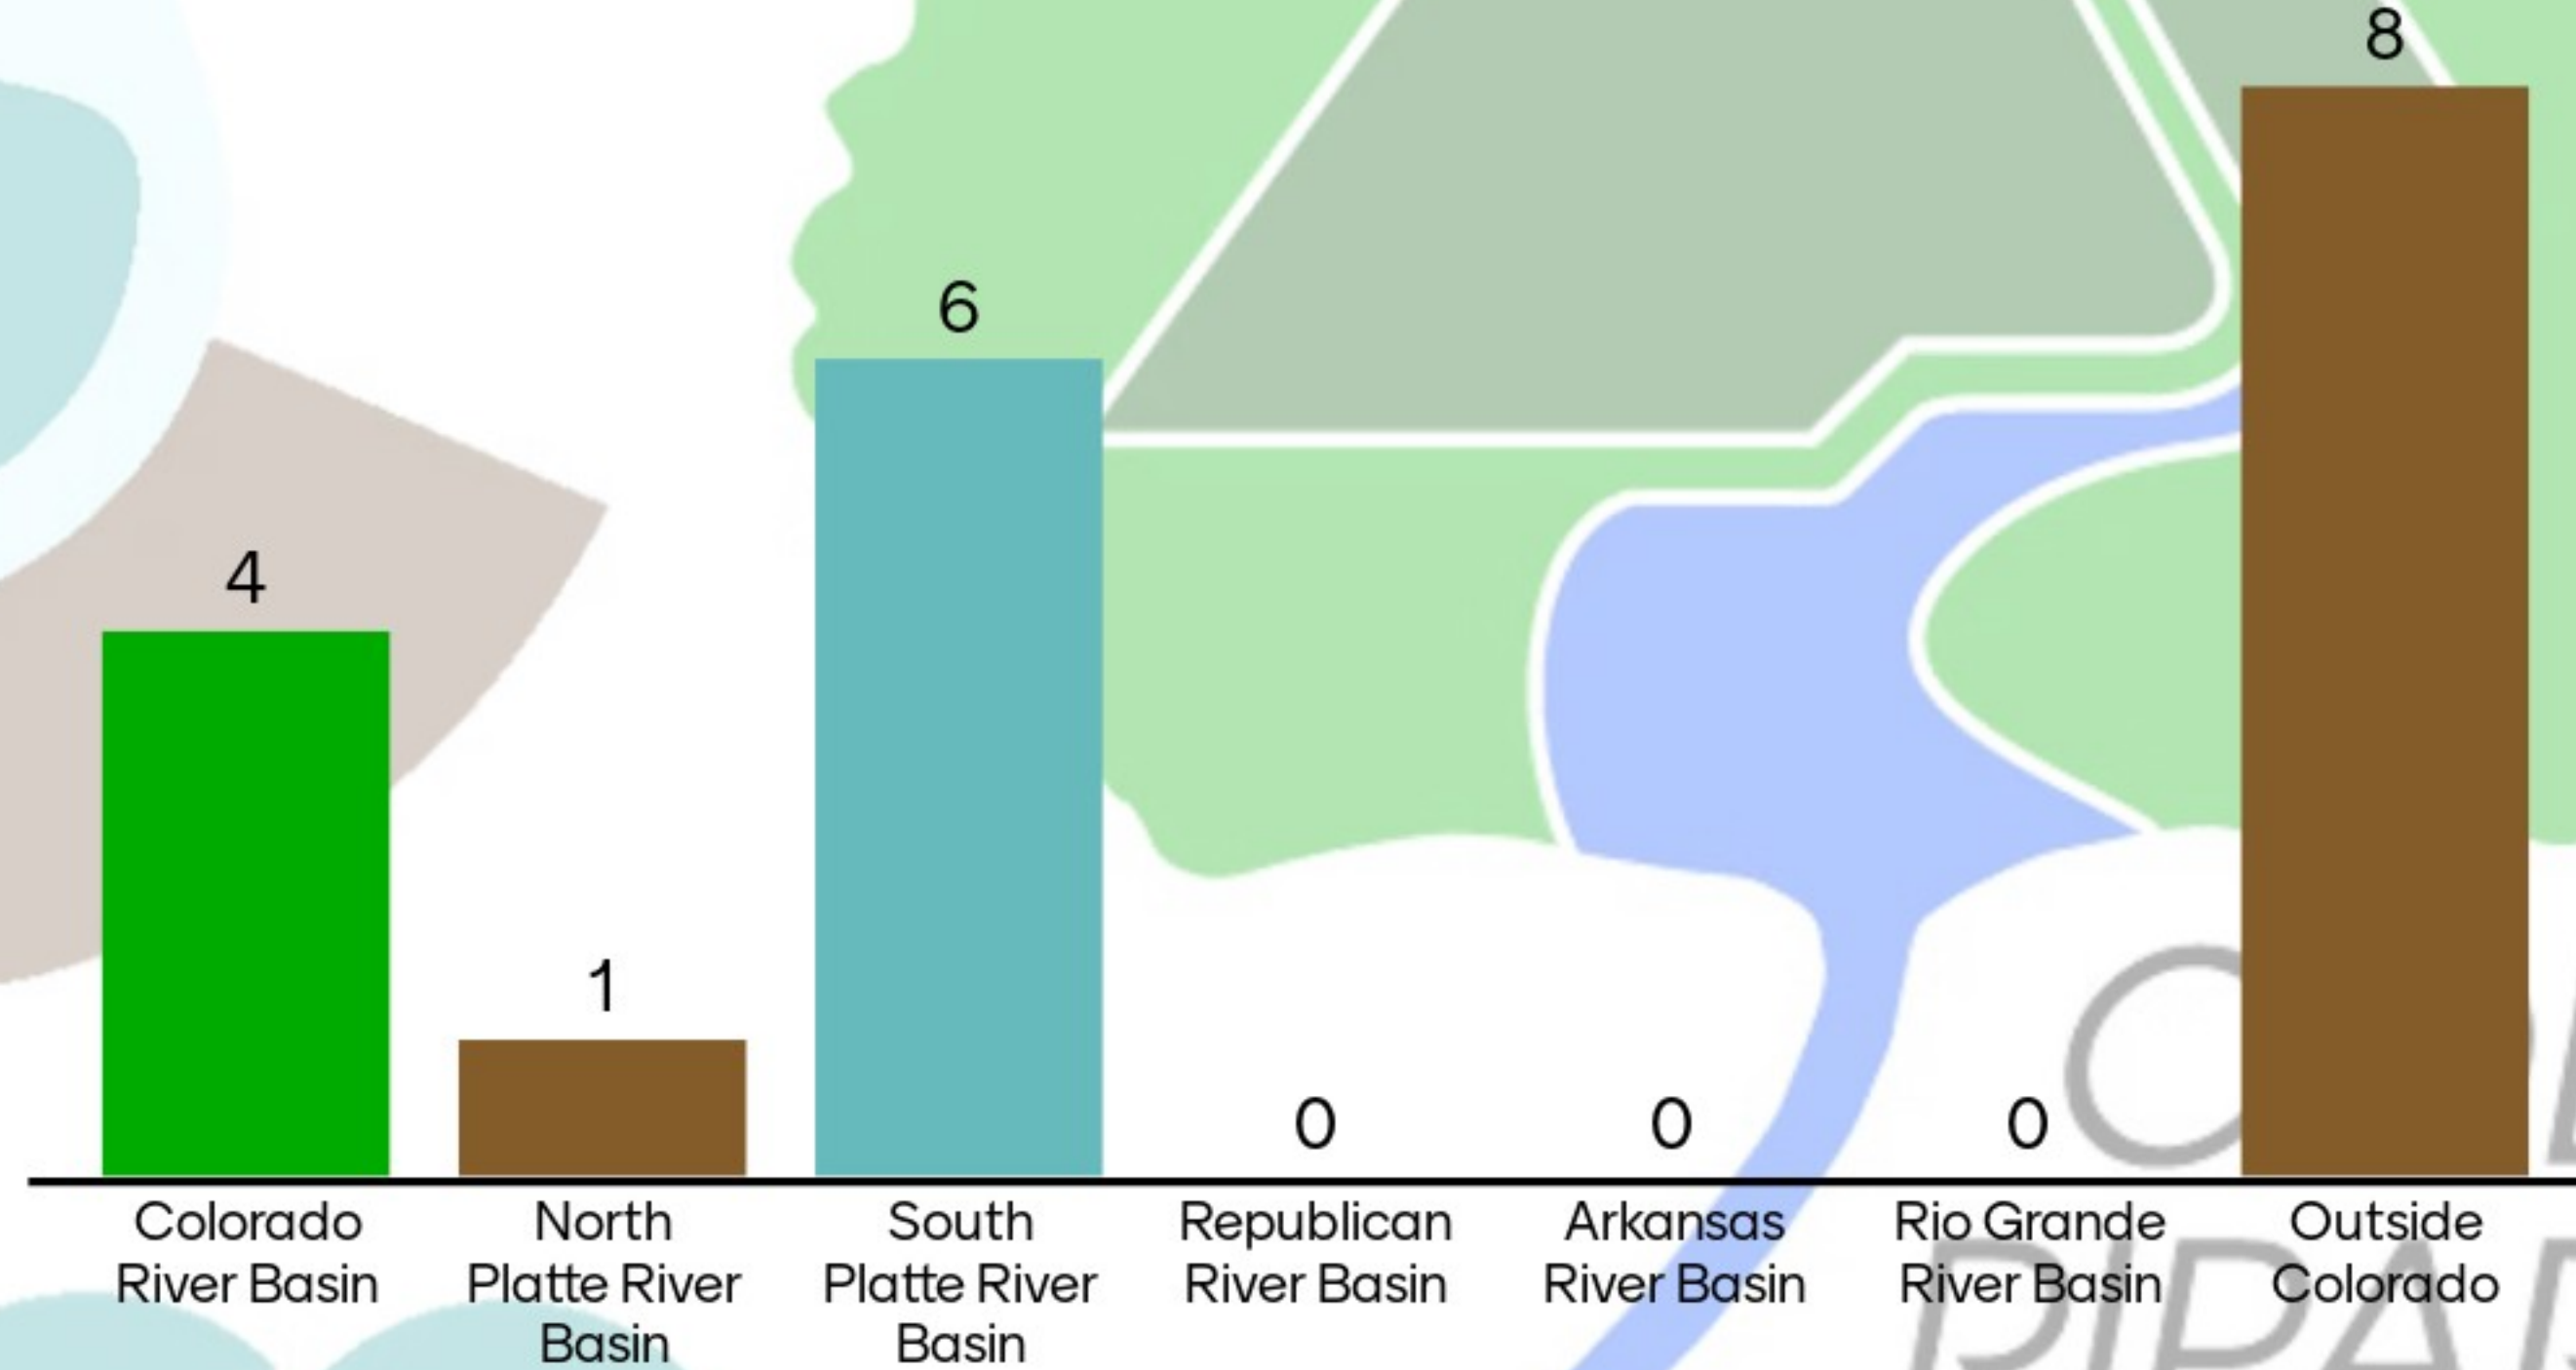 8
6
4
1
0
0
0
Colorado
River Basin
North
Platte River
Basin
South
Platte River
Basin
Republican
River Basin
Arkansas
River Basin
Rio Grande
River Basin
Outside
Colorado